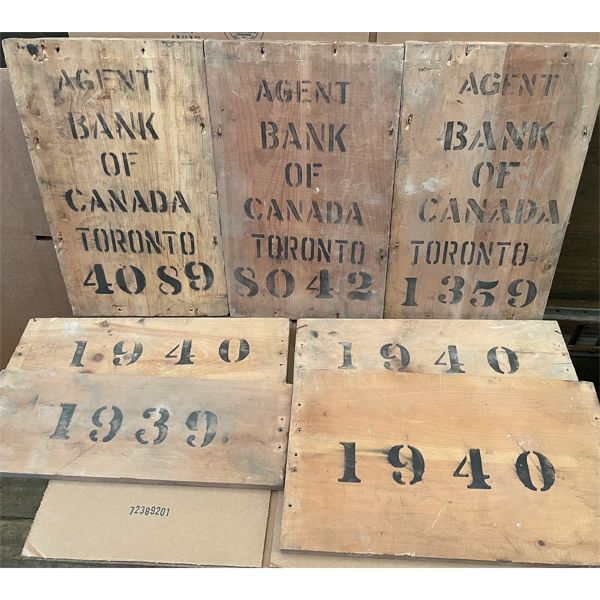 AGENT
BANK
OF
CANADA
TORONTO
4089
AGENT
BANK
OF
CANADA
TORONTO
8042
AGENT
BANK
OF
CANADA
TORONTO
1359
1940
1940
1939.
1940
72389201